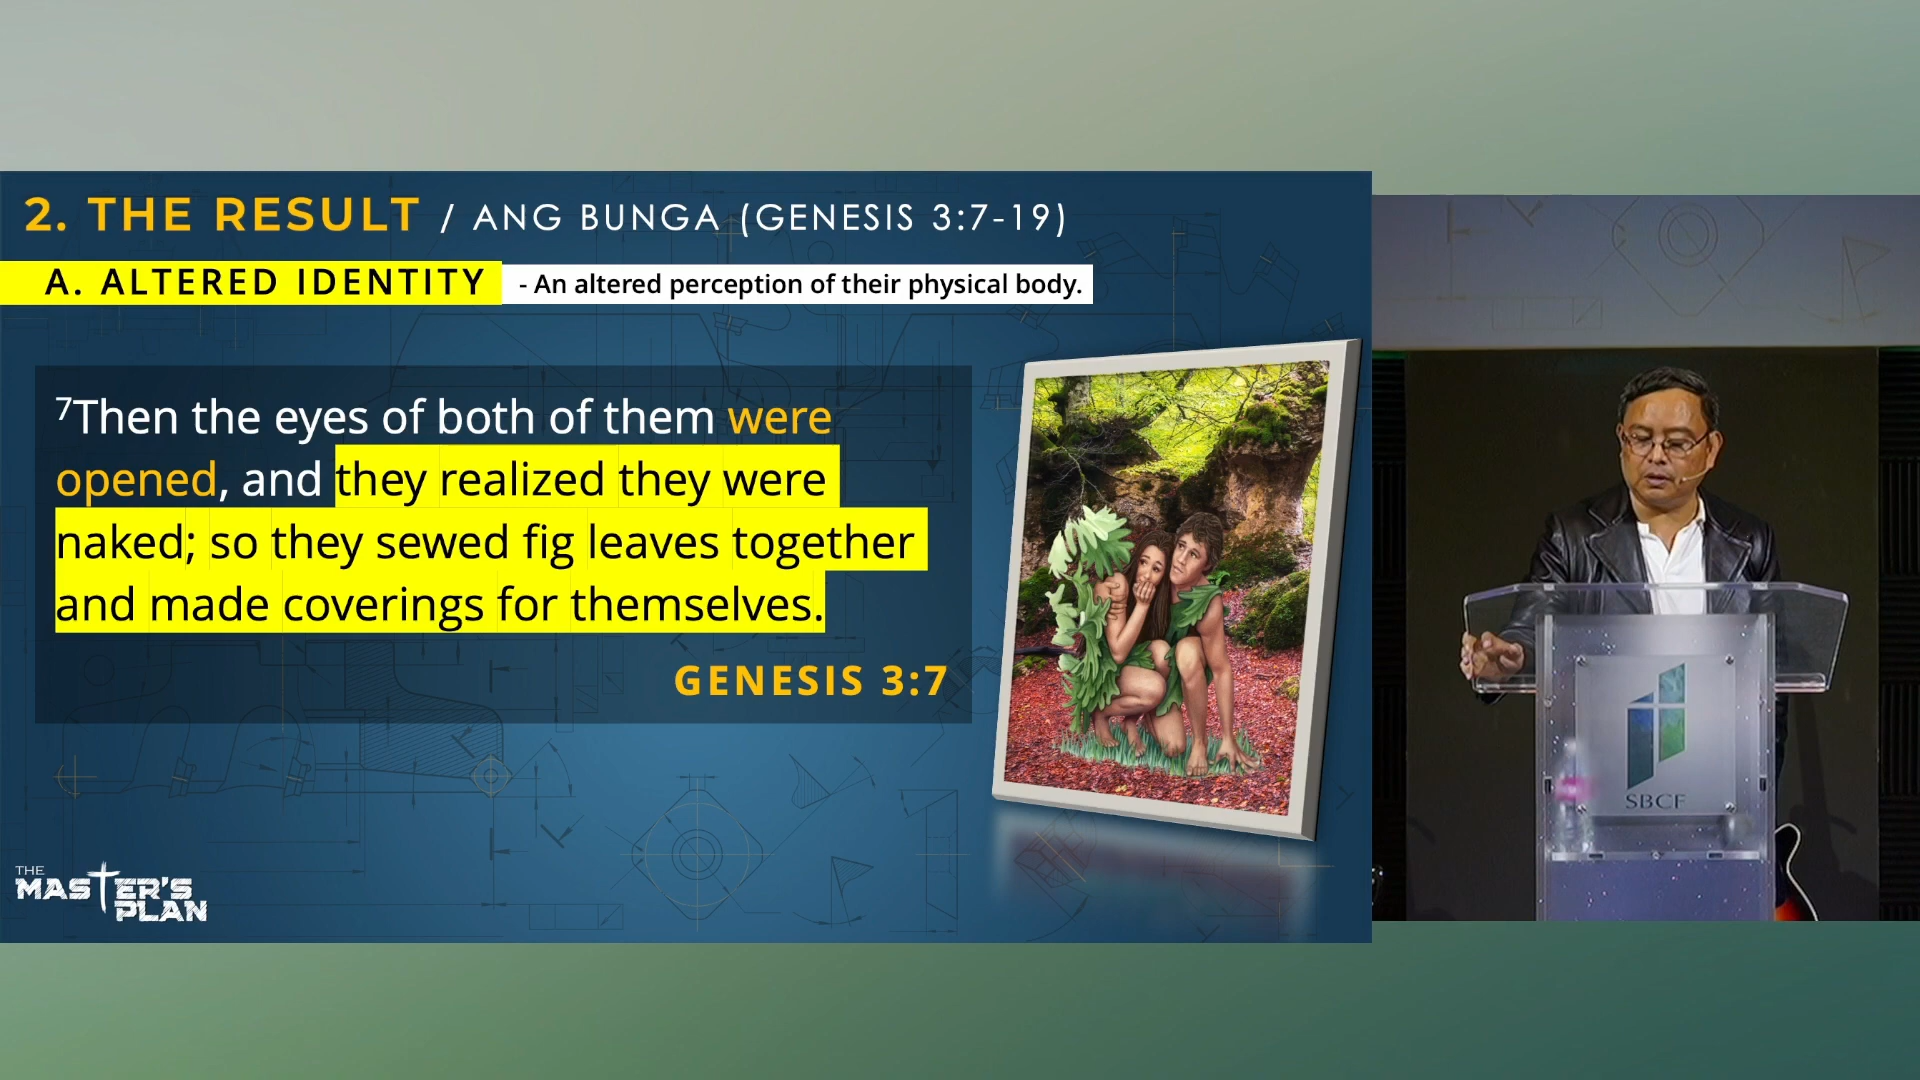 2. THE RESULT / ANG BUNGA (GENESIS 3:7-19)
A. ALTERED IDENTITY - An altered perception of their physical body.
⁷Then the eyes of both of them were
opened, and they realized they were
naked; so they sewed fig leaves together
and made coverings for themselves.
GENESIS 3:7
THE
MASTER'S
PLAN
SBCF